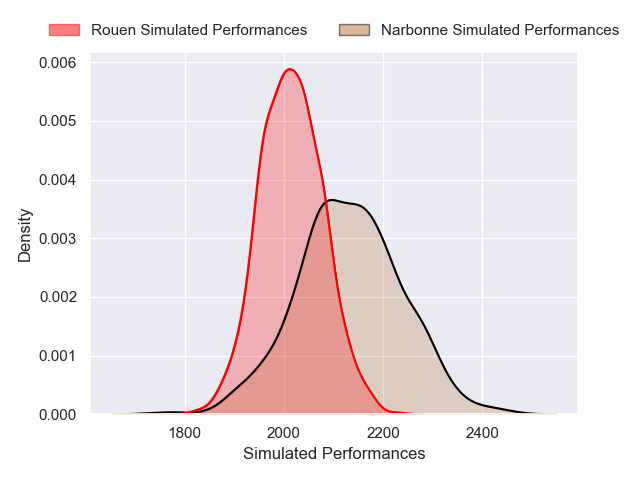 Rouen Simulated Performances
Narbonne Simulated Performances
0.006
0.005
0.004
0.003
0.002
0.001
0.000
Density
1800
2000
2200
2400
Simulated Performances